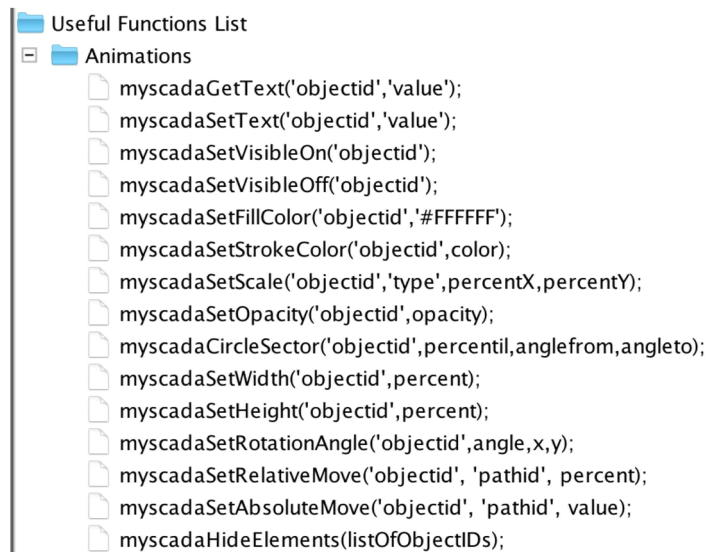 Useful Functions List
Animations
myscadaGetText('objectid','value');
myscadaSetText('objectid','value');
myscadaSetVisibleOn('objectid');
myscadaSetVisibleOff('objectid');
myscadaSetFillColor('objectid','#FFFFFF');
myscadaSetStrokeColor('objectid',color);
myscadaSetScale('objectid','type',percentX,percentY);
myscadaSetOpacity('objectid',opacity);
myscadaCircleSector('objectid',percentil,anglefrom,angleto);
myscadaSetWidth('objectid',percent);
myscadaSetHeight('objectid',percent);
myscadaSetRotationAngle('objectid',angle,x,y);
myscadaSetRelativeMove('objectid', 'pathid', percent);
myscadaSetAbsoluteMove('objectid', 'pathid', value);
myscadaHideElements(listOfObjectIDs);